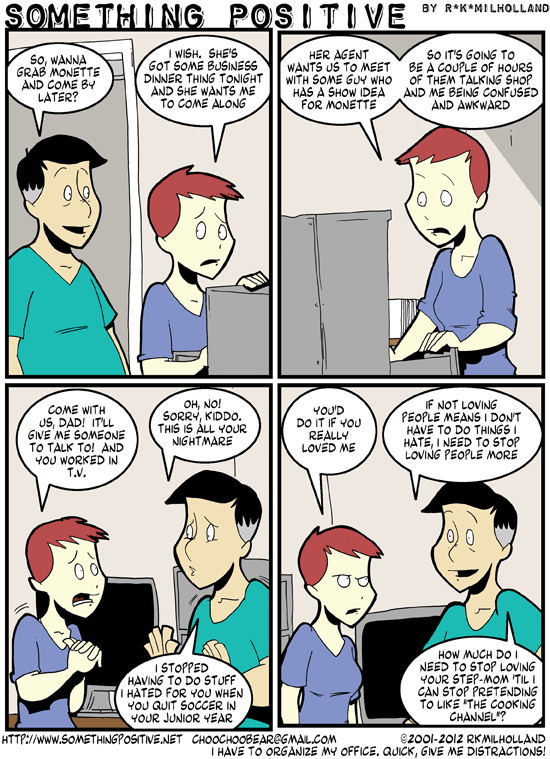 SOMETHING POSITIVE BY R*K*MILHOLLAND
SO, WANNA
GRAB MONETTE
AND COME BY
LATER?
I WISH. SHE'S
GOT SOME BUSINESS
DINNER THING TONIGHT
AND SHE WANTS ME
TO COME ALONG
HER AGENT
WANTS US TO MEET
WITH SOME GUY WHO
HAS A SHOW IDEA
FOR MONETTE
SO IT'S GOING TO
BE A COUPLE OF HOURS
OF THEM TALKING SHOP
AND ME BEING CONFUSED
AND AWKWARD
COME WITH
US, DAD! IT'LL
GIVE ME SOMEONE
TO TALK TO! AND
YOU WORKED IN
T.V.
OH, NO!
SORRY, KIDDO.
THIS IS ALL YOUR
NIGHTMARE
I STOPPED
HAVING TO DO STUFF
I HATED FOR YOU WHEN
YOU QUIT SOCCER IN
YOUR JUNIOR YEAR
YOU'D
DO IT IF YOU
REALLY
LOVED ME
IF NOT LOVING
PEOPLE MEANS I DON'T
HAVE TO DO THINGS I
HATE, I NEED TO STOP
LOVING PEOPLE MORE
HOW MUCH DO I
NEED TO STOP LOVING
YOUR STEP-MOM 'TIL I
CAN STOP PRETENDING
TO LIKE "THE COOKING
CHANNEL"?
HTTP://WWW.SOMETHINGPOSITIVE.NET CHOOCHOOBEAR@GMAIL.COM ©2001-2012 RKMILHOLLAND
I HAVE TO ORGANIZE MY OFFICE. QUICK, GIVE ME DISTRACTIONS!